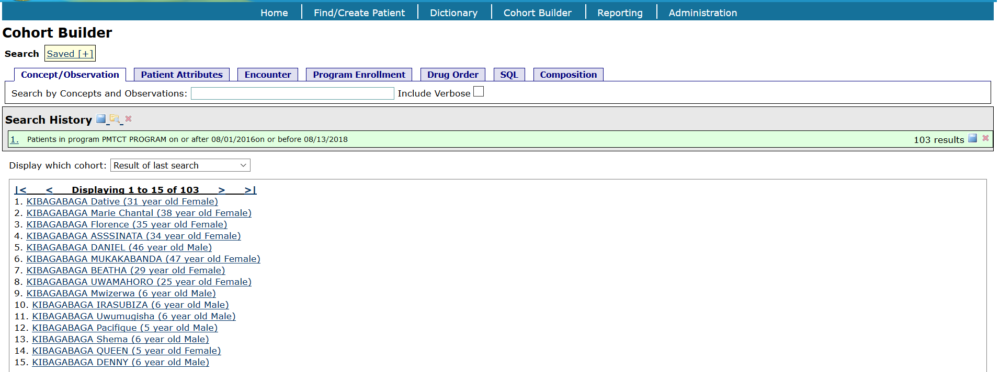 Home Find/Create Patient Dictionary Cohort Builder Reporting Administration
Cohort Builder
Search Saved [+]
Concept/Observation Patient Attributes Encounter Program Enrollment Drug Order SQL Composition
Search by Concepts and Observations: Include Verbose
Search History
1. Patients in program PMTCT PROGRAM on or after 08/01/2016on or before 08/13/2018 103 results
Display which cohort: Result of last search
|< < Displaying 1 to 15 of 103 > >|
1. KIBAGABAGA Dative (31 year old Female)
2. KIBAGABAGA Marie Chantal (38 year old Female)
3. KIBAGABAGA Florence (35 year old Female)
4. KIBAGABAGA ASSSINATA (34 year old Female)
5. KIBAGABAGA DANIEL (46 year old Male)
6. KIBAGABAGA MUKAKABANDA (47 year old Female)
7. KIBAGABAGA BEATHA (29 year old Female)
8. KIBAGABAGA UWAMAHORO (25 year old Female)
9. KIBAGABAGA Mwizerwa (6 year old Male)
10. KIBAGABAGA IRASUBIZA (6 year old Male)
11. KIBAGABAGA Uwumugisha (6 year old Male)
12. KIBAGABAGA Pacifique (5 year old Male)
13. KIBAGABAGA Shema (6 year old Male)
14. KIBAGABAGA QUEEN (5 year old Female)
15. KIBAGABAGA DENNY (6 year old Male)